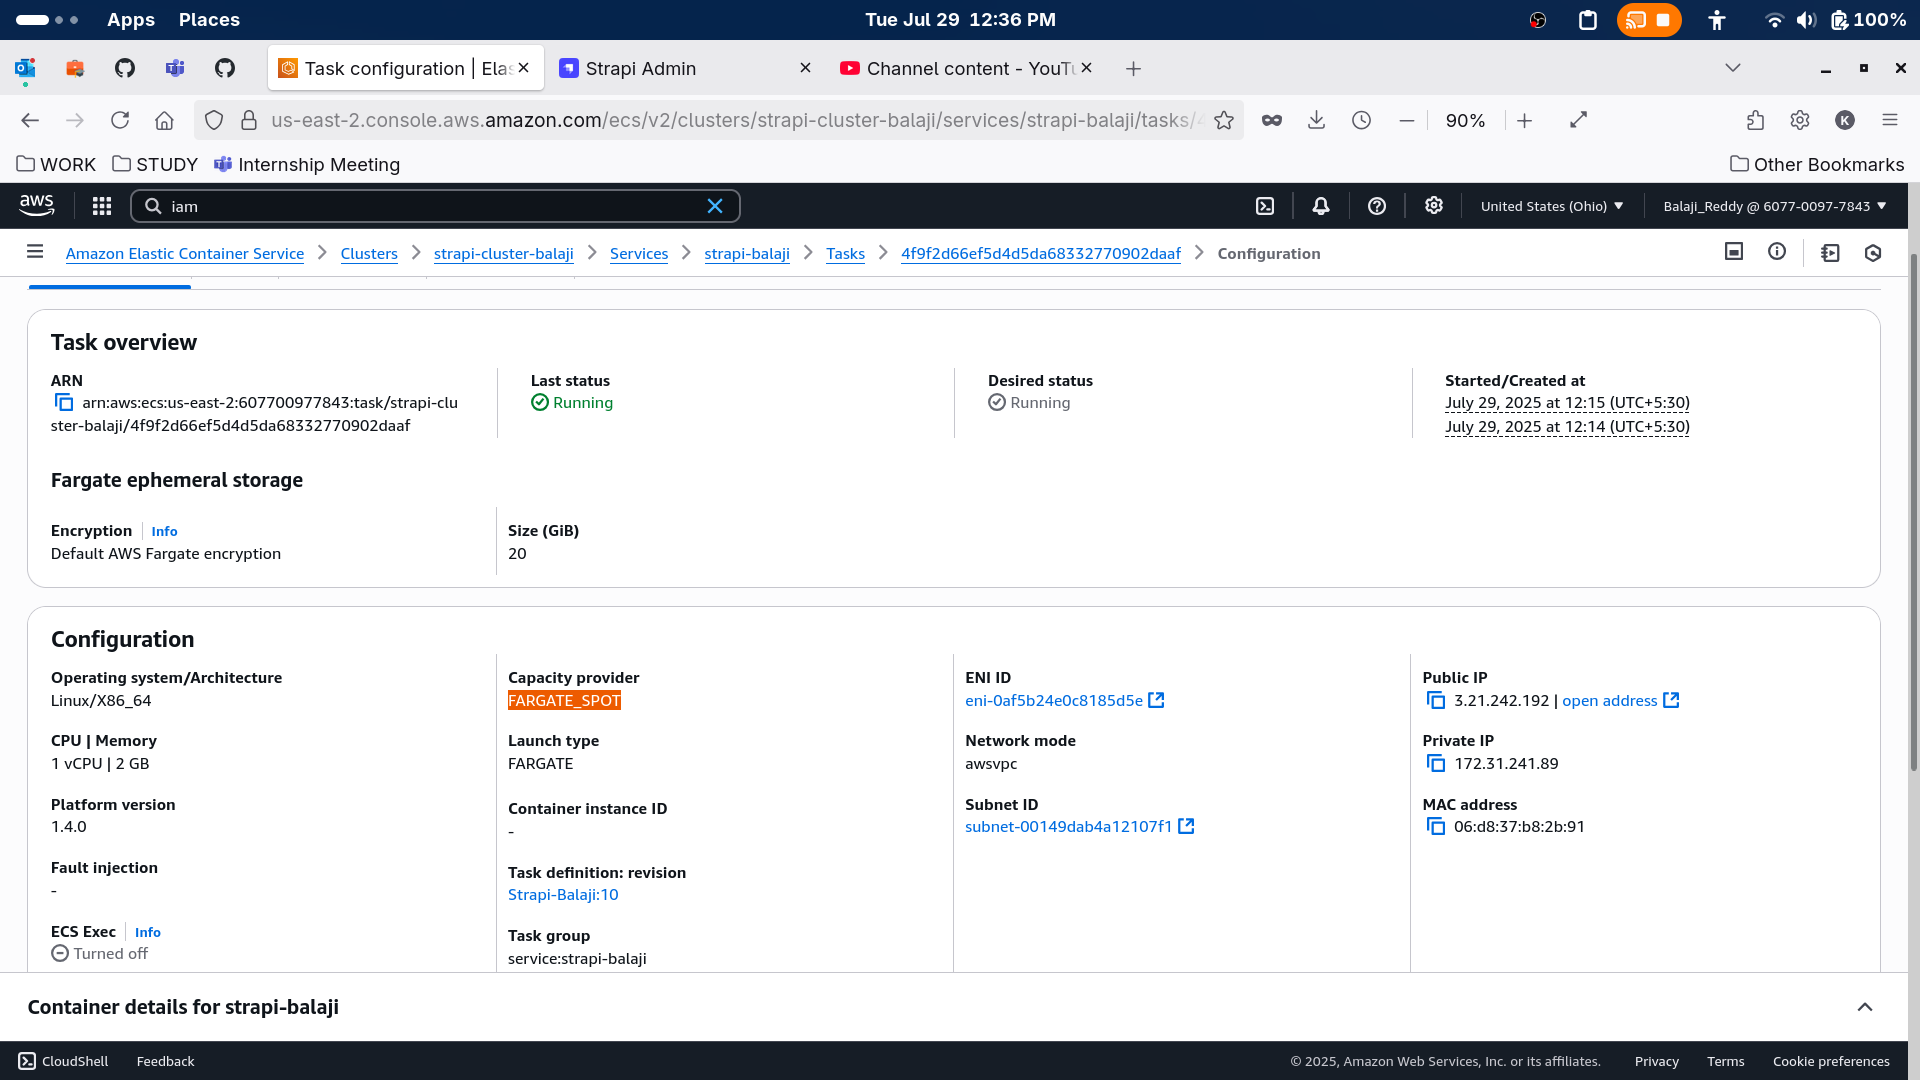 Apps Places Tue Jul 29 12:36 PM 100%
Task configuration | Elas Strapi Admin Channel content - YouTu
us-east-2.console.aws.amazon.com/ecs/v2/clusters/strapi-cluster-balaji/services/strapi-balaji/tasks/4 90%
WORK STUDY Internship Meeting Other Bookmarks
aws iam United States (Ohio) Balaji_Reddy @ 6077-0097-7843
Amazon Elastic Container Service Clusters strapi-cluster-balaji Services strapi-balaji Tasks 4f9f2d66ef5d4d5da68332770902daaf Configuration
Task overview
ARN
arn:aws:ecs:us-east-2:607700977843:task/strapi-clu
ster-balaji/4f9f2d66ef5d4d5da68332770902daaf
Last status
Running
Desired status
Running
Started/Created at
July 29, 2025 at 12:15 (UTC+5:30)
July 29, 2025 at 12:14 (UTC+5:30)
Fargate ephemeral storage
Encryption Info
Default AWS Fargate encryption
Size (GiB)
20
Configuration
Operating system/Architecture
Linux/X86_64
CPU | Memory
1 vCPU | 2 GB
Platform version
1.4.0
Fault injection
-
ECS Exec Info
Turned off
Capacity provider
FARGATE_SPOT
Launch type
FARGATE
Container instance ID
-
Task definition: revision
Strapi-Balaji:10
Task group
service:strapi-balaji
ENI ID
eni-0af5b24e0c8185d5e
Network mode
awsvpc
Subnet ID
subnet-00149dab4a12107f1
Public IP
3.21.242.192 | open address
Private IP
172.31.241.89
MAC address
06:d8:37:b8:2b:91
Container details for strapi-balaji
CloudShell Feedback © 2025, Amazon Web Services, Inc. or its affiliates. Privacy Terms Cookie preferences